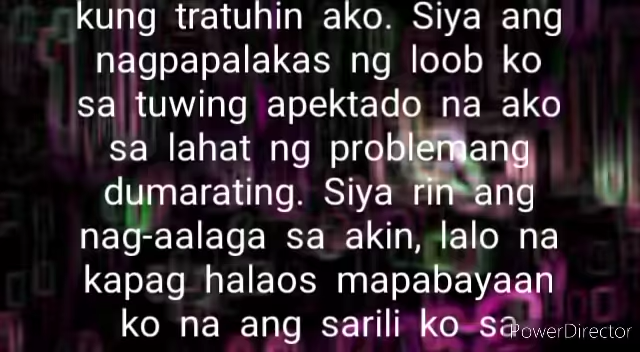 kung tratuhin ako. Siya ang
nagpapalakas ng loob ko
sa tuwing apektado na ako
sa lahat ng problemang
dumarating. Siya rin ang
nag-aalaga sa akin, lalo na
kapag halaos mapabayaan
ko na ang sarili ko sa
PowerDirector